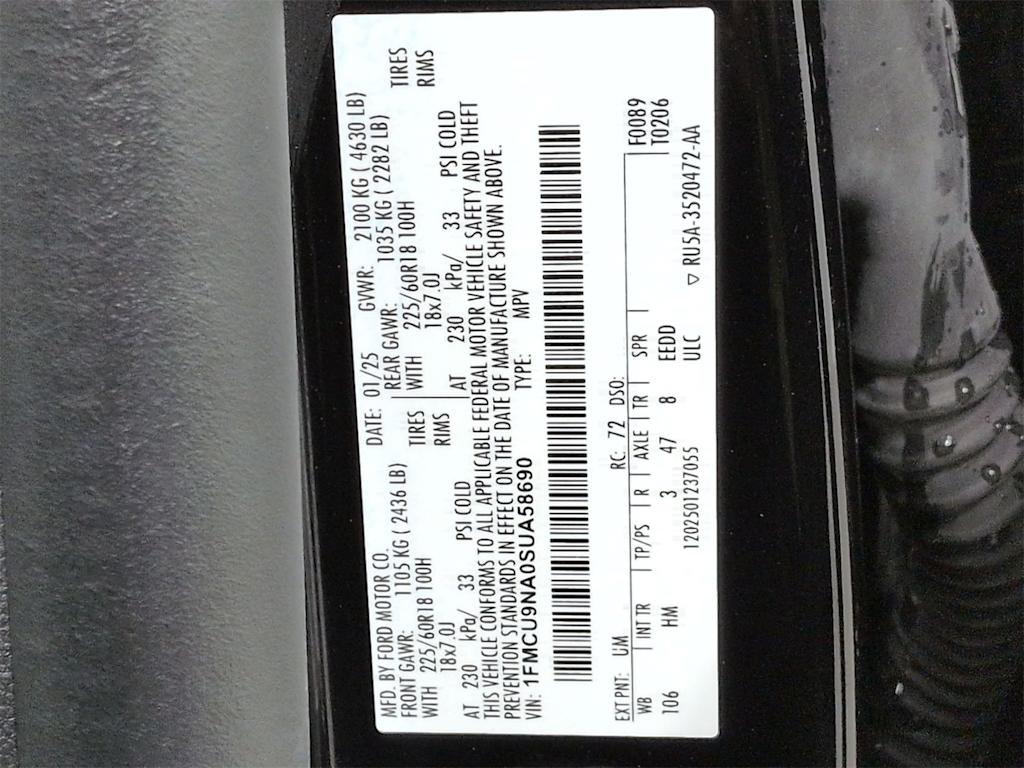 MFD. BY FORD MOTOR CO. DATE: 01/25 GVWR: 2100 KG ( 4630 LB)
FRONT GAWR: 1105 KG ( 2436 LB) REAR GAWR: 1035 KG ( 2282 LB)
WITH 225/60R18 100H TIRES WITH 225/60R18 100H TIRES
18x7.0J RIMS 18x7.0J RIMS
AT 230 kPa/ 33 PSI COLD AT 230 kPa/ 33 PSI COLD
THIS VEHICLE CONFORMS TO ALL APPLICABLE FEDERAL MOTOR VEHICLE SAFETY AND THEFT
PREVENTION STANDARDS IN EFFECT ON THE DATE OF MANUFACTURE SHOWN ABOVE.
VIN: 1FMCU9NA0SUA58690 TYPE: MPV
EXT PNT: UM RC: 72 DSO: F0089
WB INT TR TP/PS R AXLE TR SPR T0206
106 HM 3 47 8 EEDD
1202501237055 ULC ▽ RU5A-3520472-AA